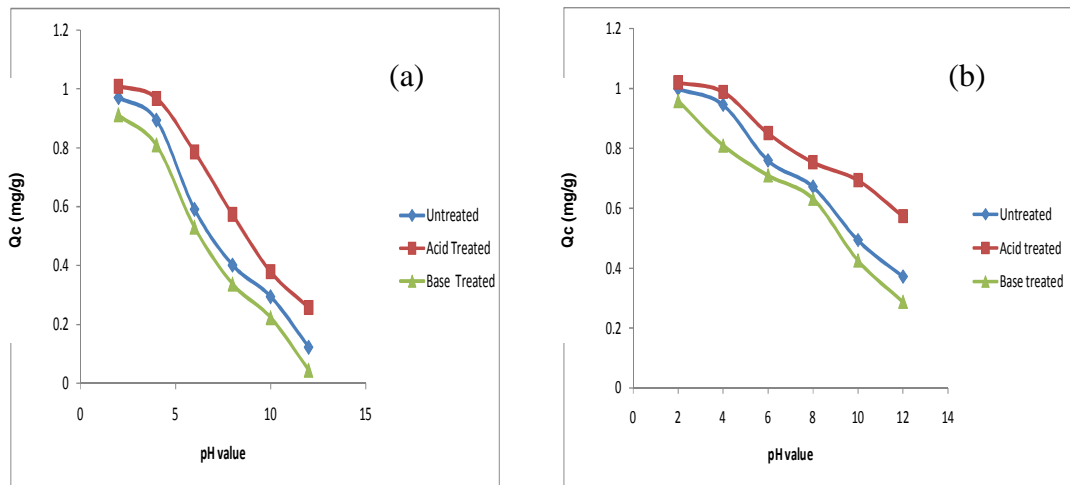 (a)
1.2
1
0.8
0.6
0.4
0.2
0
0 5 10 15
Qc (mg/g)
pH value
Untreated
Acid Treated
Base Treated
(b)
1.2
1
0.8
0.6
0.4
0.2
0
0 2 4 6 8 10 12 14
Qc (mg/g)
pH value
Untreated
Acid treated
Base treated